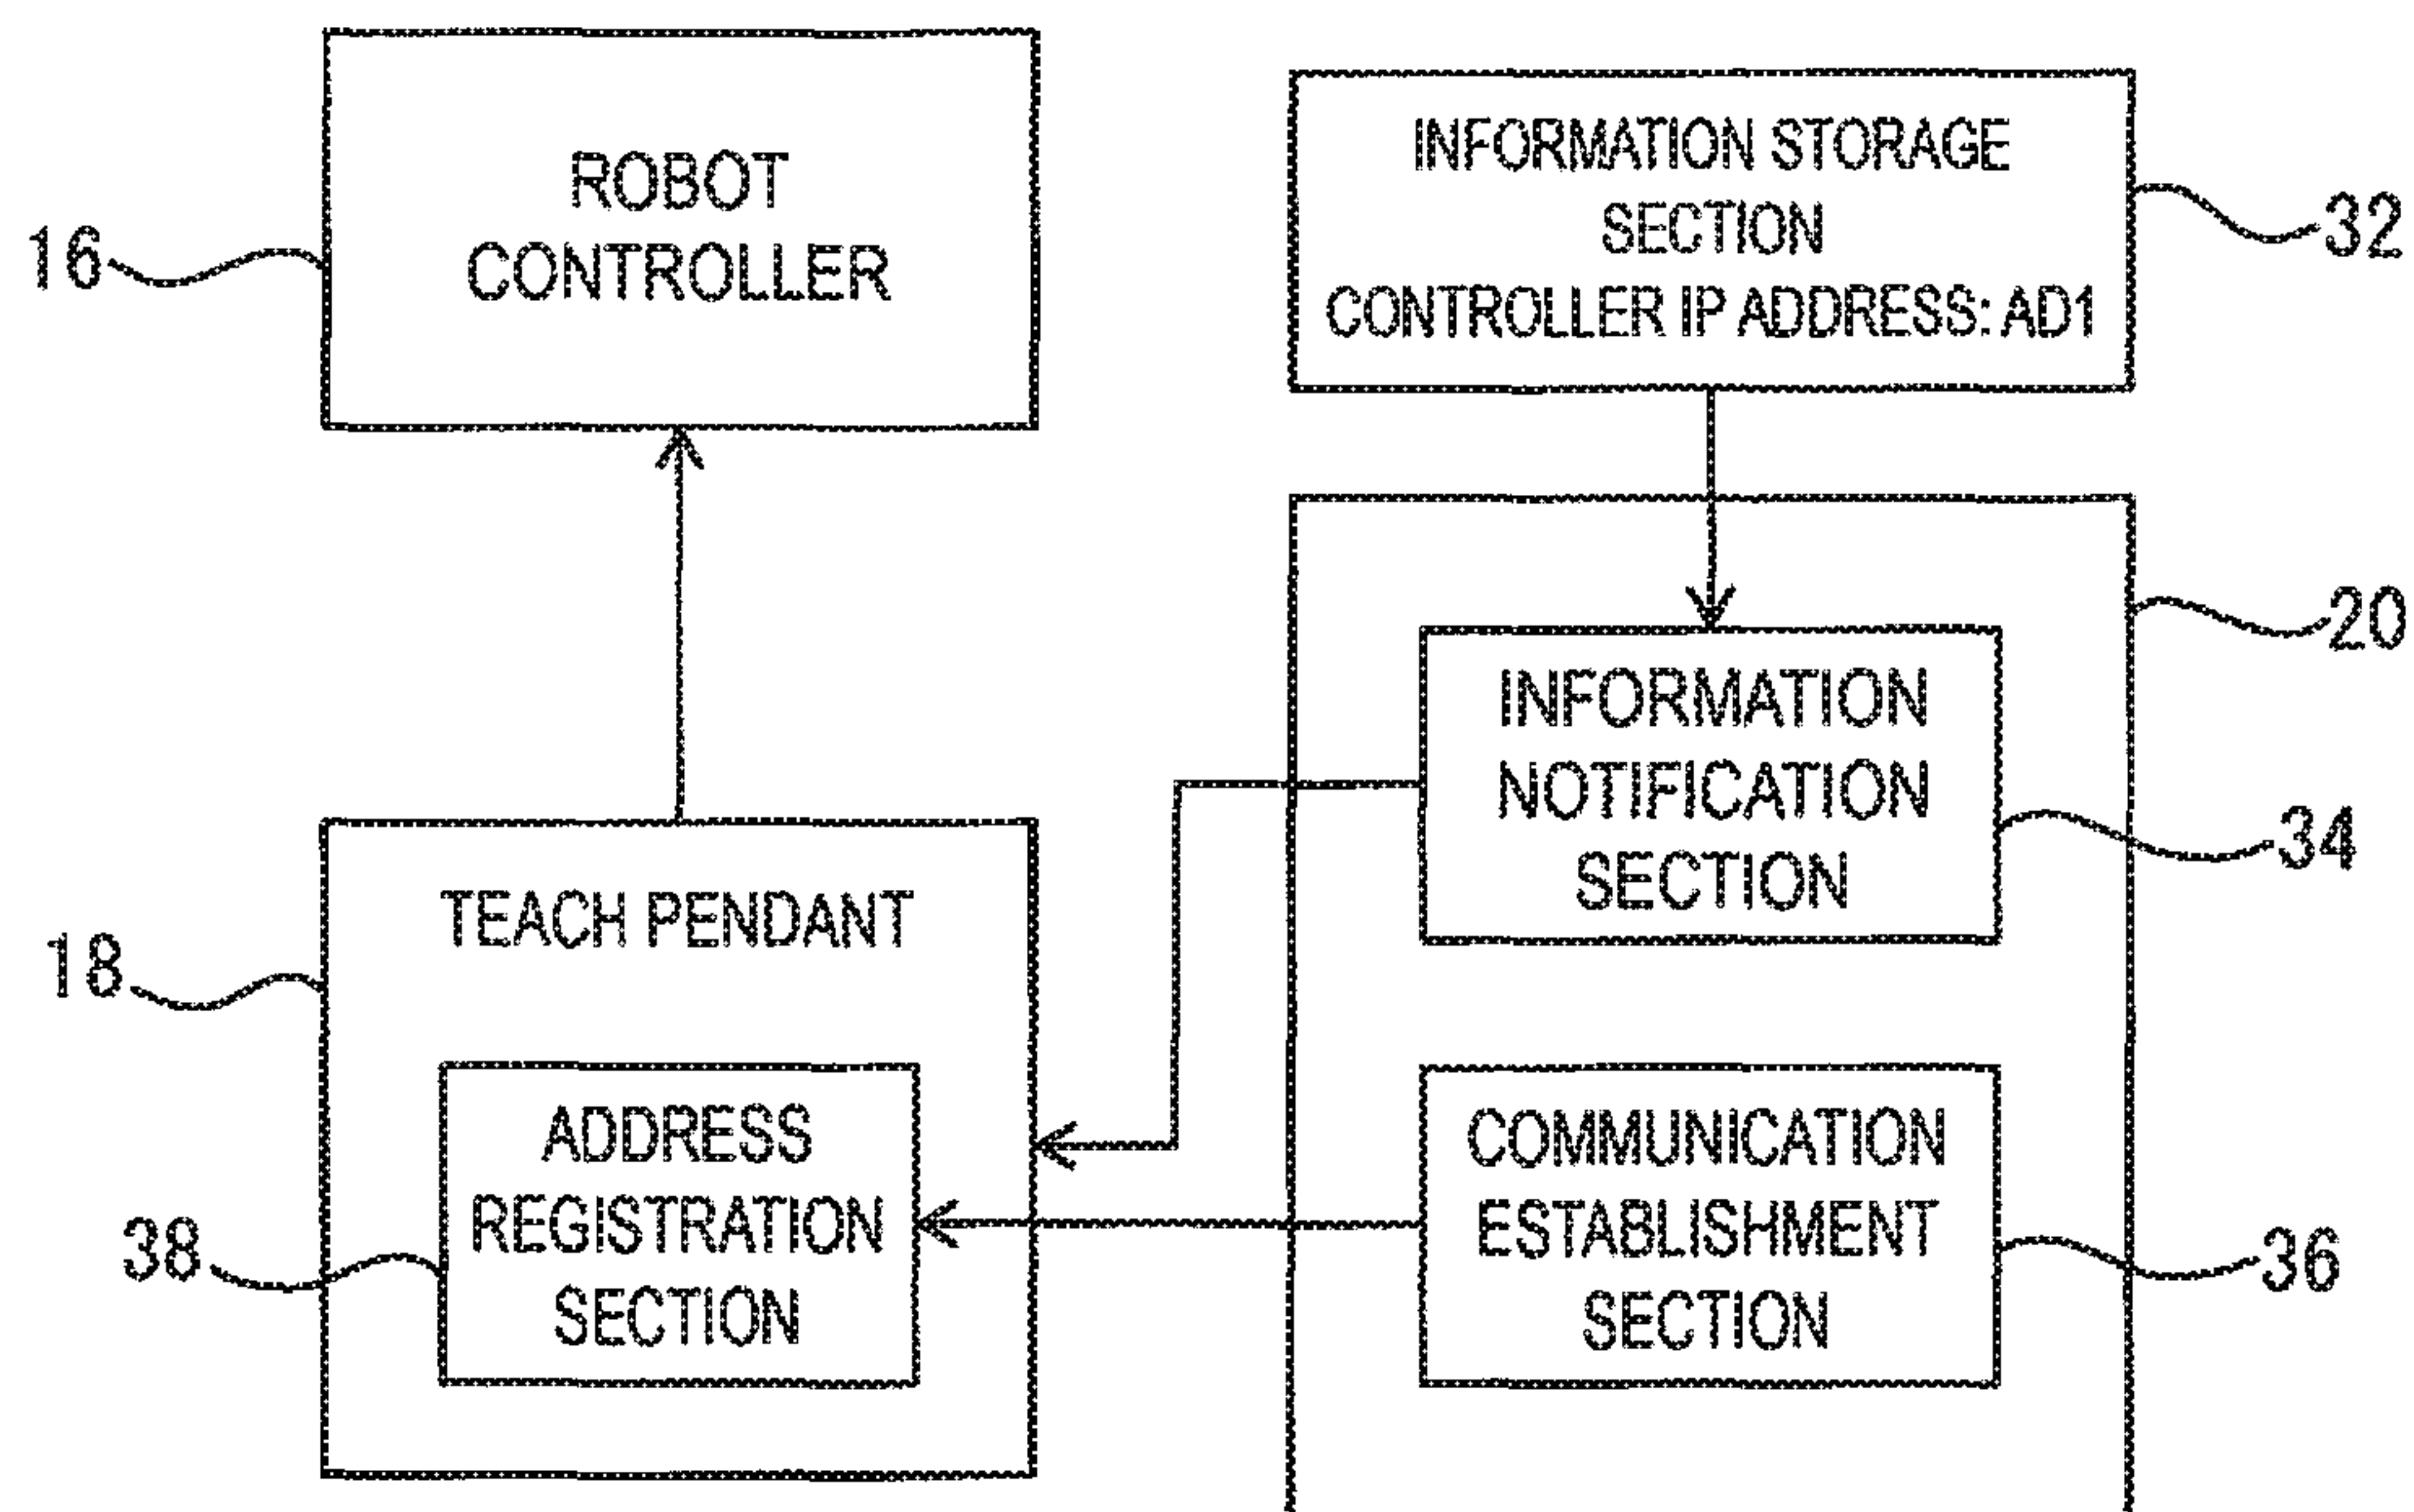 ROBOT
CONTROLLER
16
INFORMATION STORAGE
SECTION
CONTROLLER IP ADDRESS: AD1
32
20
INFORMATION
NOTIFICATION
SECTION
34
TEACH PENDANT
18
ADDRESS
REGISTRATION
SECTION
38
COMMUNICATION
ESTABLISHMENT
SECTION
36